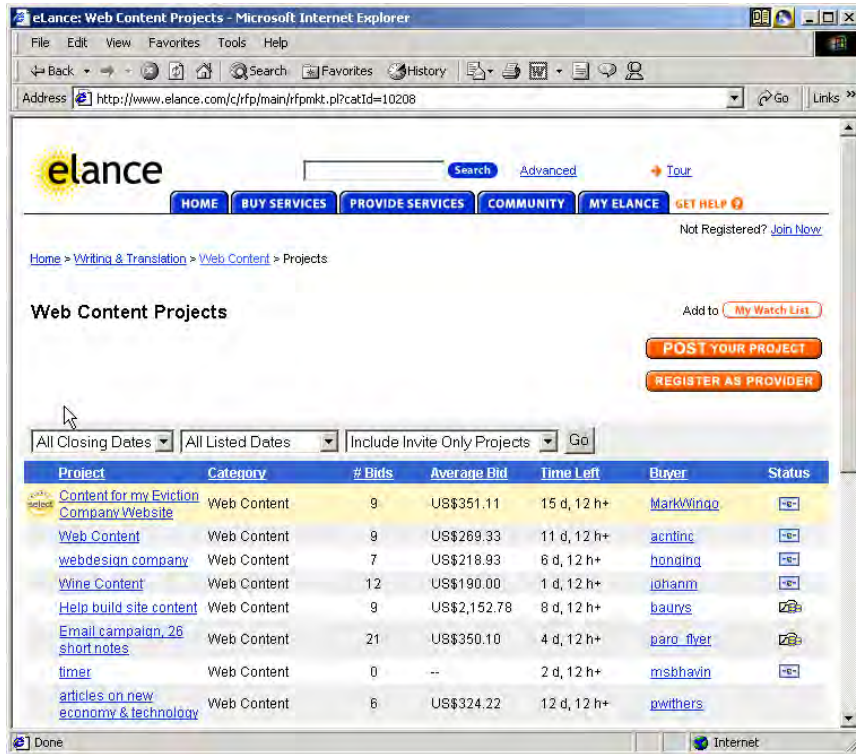 eLance: Web Content Projects - Microsoft Internet Explorer
File Edit View Favorites Tools Help
Back Search Favorites History
Address http://www.elance.com/c/rfp/main/rfpmkt.pl?catId=10208 Go Links »
elance Search Advanced Tour
HOME BUY SERVICES PROVIDE SERVICES COMMUNITY MY ELANCE GET HELP ?
Not Registered? Join Now
Home > Writing & Translation > Web Content > Projects
Web Content Projects Add to My Watch List
POST YOUR PROJECT
REGISTER AS PROVIDER
All Closing Dates All Listed Dates Include Invite Only Projects Go
Project Category # Bids Average Bid Time Left Buyer Status
select Content for my Eviction Company Website Web Content 9 US$351.11 15 d, 12 h+ MarkWingo
Web Content Web Content 9 US$269.33 11 d, 12 h+ acntinc
webdesign company Web Content 7 US$218.93 6 d, 12 h+ honqing
Wine Content Web Content 12 US$190.00 1 d, 12 h+ johanm
Help build site content Web Content 9 US$2,152.78 8 d, 12 h+ baurys
Email campaign, 26 short notes Web Content 21 US$350.10 4 d, 12 h+ paro_flyer
timer Web Content 0 -- 2 d, 12 h+ msbhavin
articles on new economy & technology Web Content 6 US$324.22 12 d, 12 h+ pwithers
Done Internet